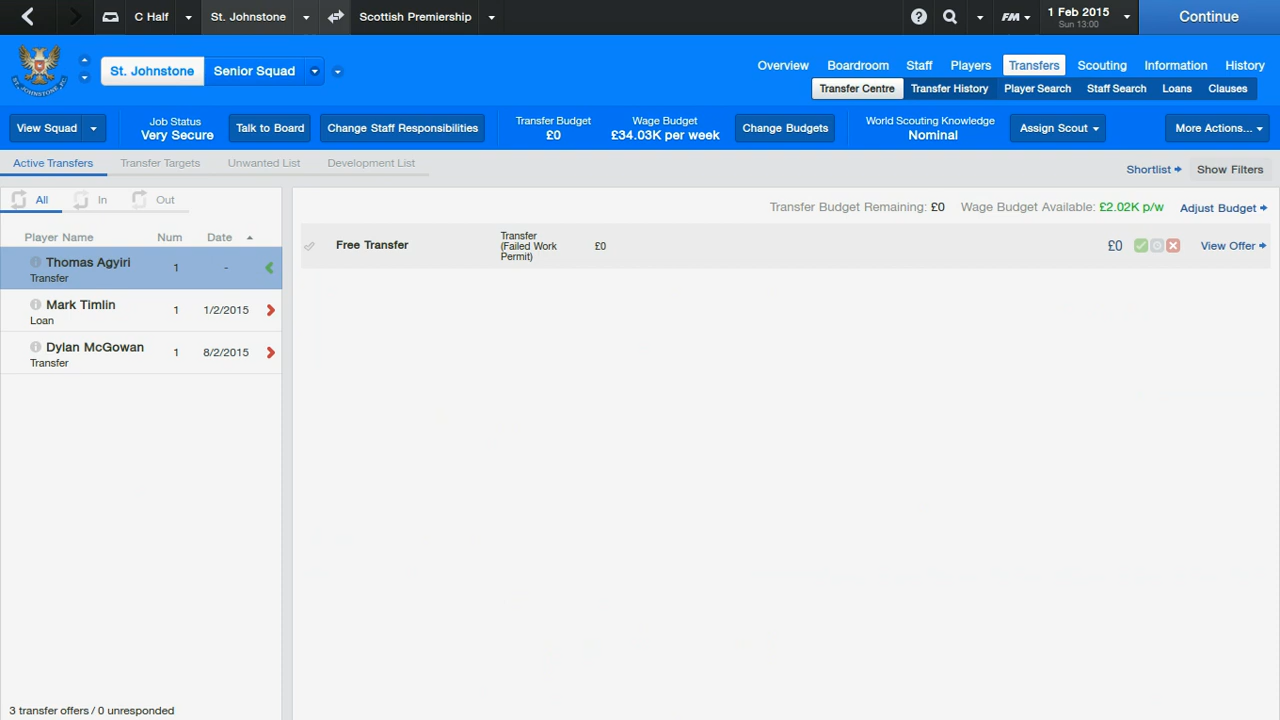 C Half
St. Johnstone
Scottish Premiership
FM
1 Feb 2015
Sun 13:00
Continue
St. Johnstone
Senior Squad
Overview
Boardroom
Staff
Players
Transfers
Scouting
Information
History
Transfer Centre
Transfer History
Player Search
Staff Search
Loans
Clauses
View Squad
Job Status
Very Secure
Talk to Board
Change Staff Responsibilities
Transfer Budget
£0
Wage Budget
£34.03K per week
Change Budgets
World Scouting Knowledge
Nominal
Assign Scout
More Actions...
Active Transfers
Transfer Targets
Unwanted List
Development List
Shortlist
Show Filters
All
In
Out
Transfer Budget Remaining: £0
Wage Budget Available: £2.02K p/w
Adjust Budget
Player Name Num Date
Thomas Agyiri 1 -
Transfer
Mark Timlin 1 1/2/2015
Loan
Dylan McGowan 1 8/2/2015
Transfer
Free Transfer
Transfer
(Failed Work
Permit)
£0
£0
View Offer
3 transfer offers / 0 unresponded